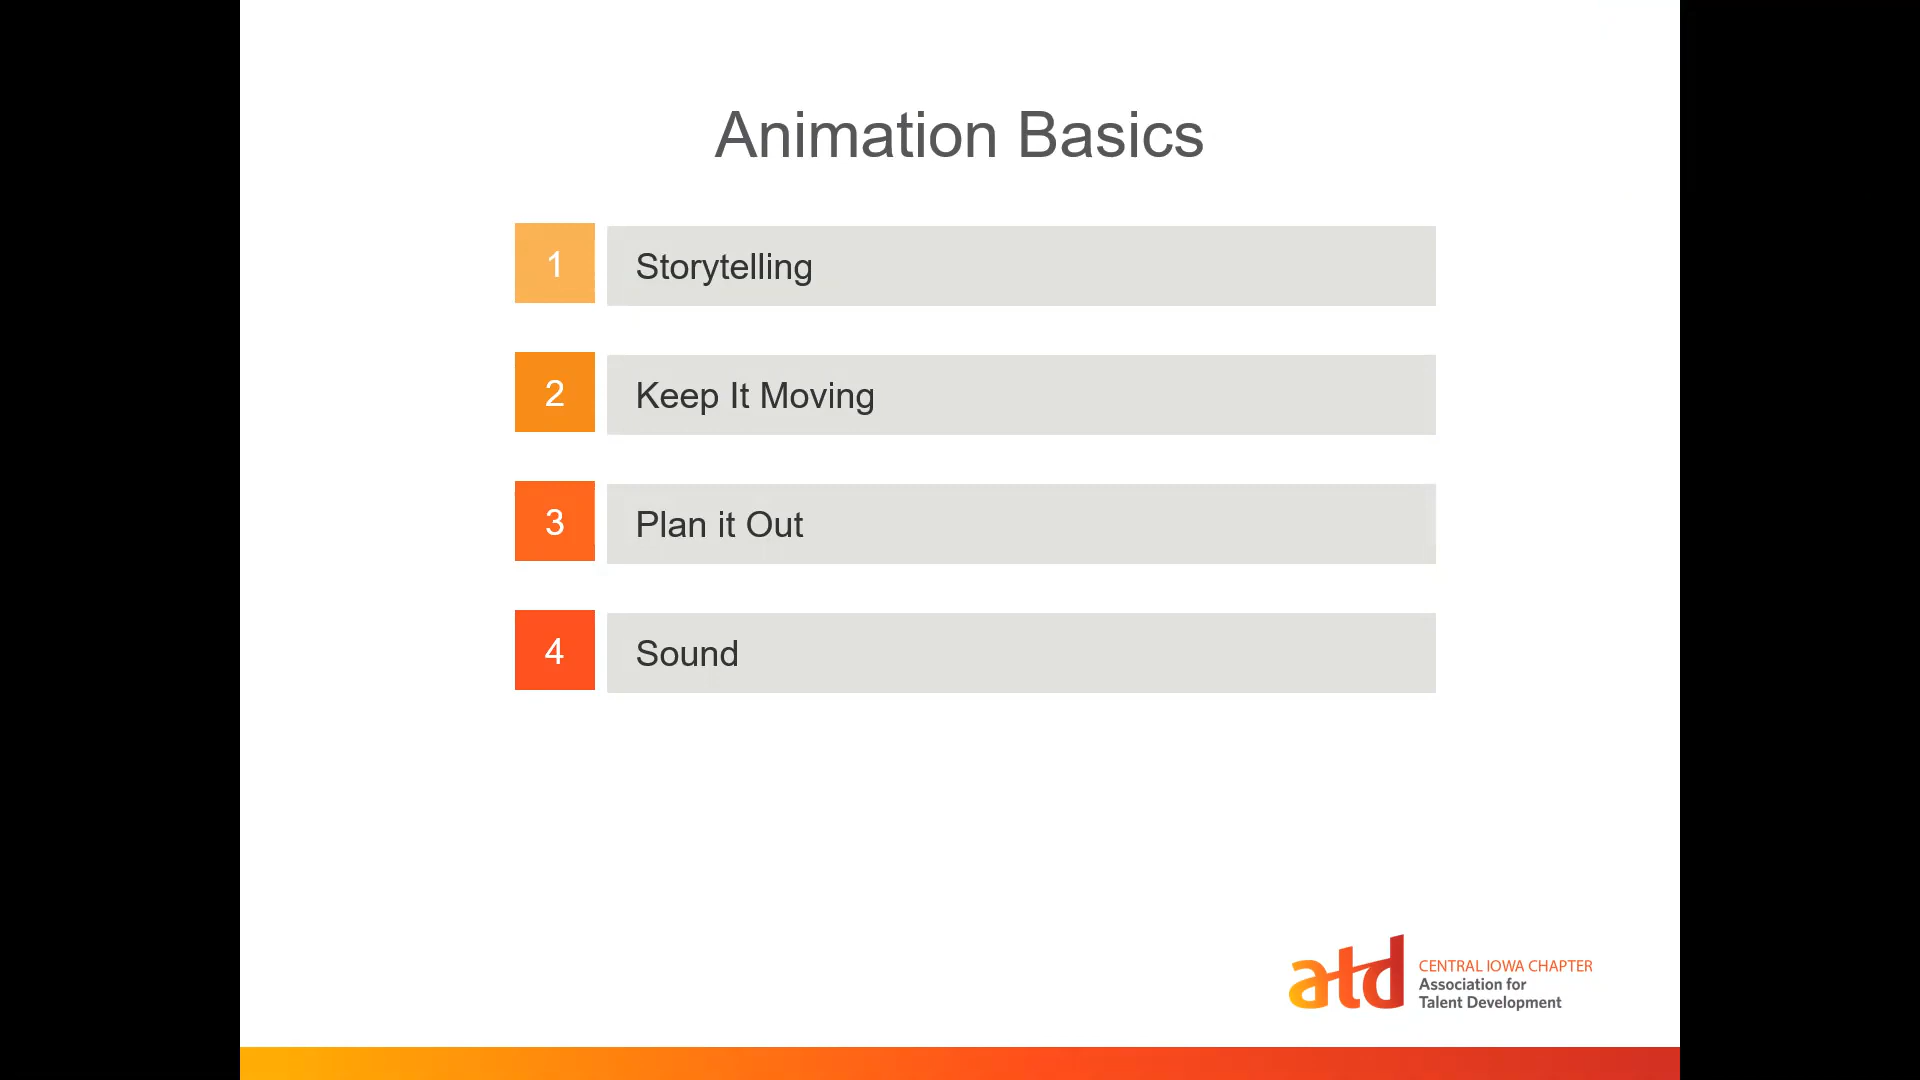 Animation Basics
1 Storytelling
2 Keep It Moving
3 Plan it Out
4 Sound
atd
CENTRAL IOWA CHAPTER
Association for
Talent Development